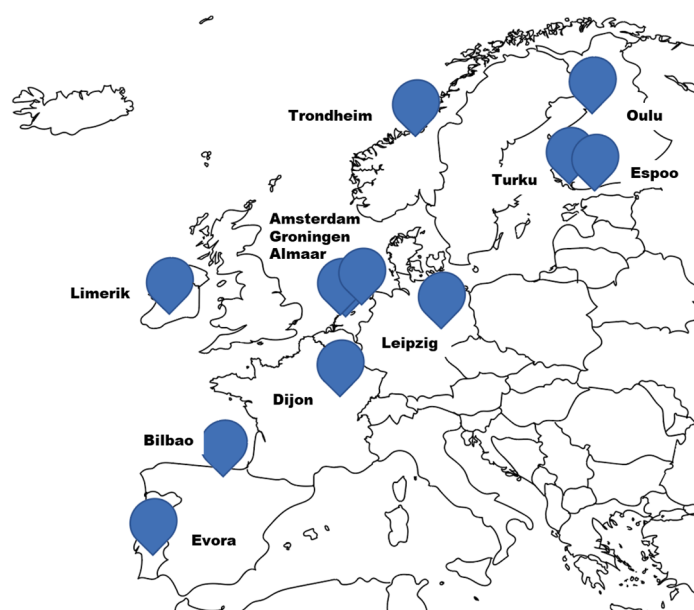 Trondheim
Oulu
Turku
Espoo
Amsterdam
Groningen
Almaar
Limerik
Leipzig
Dijon
Bilbao
Evora